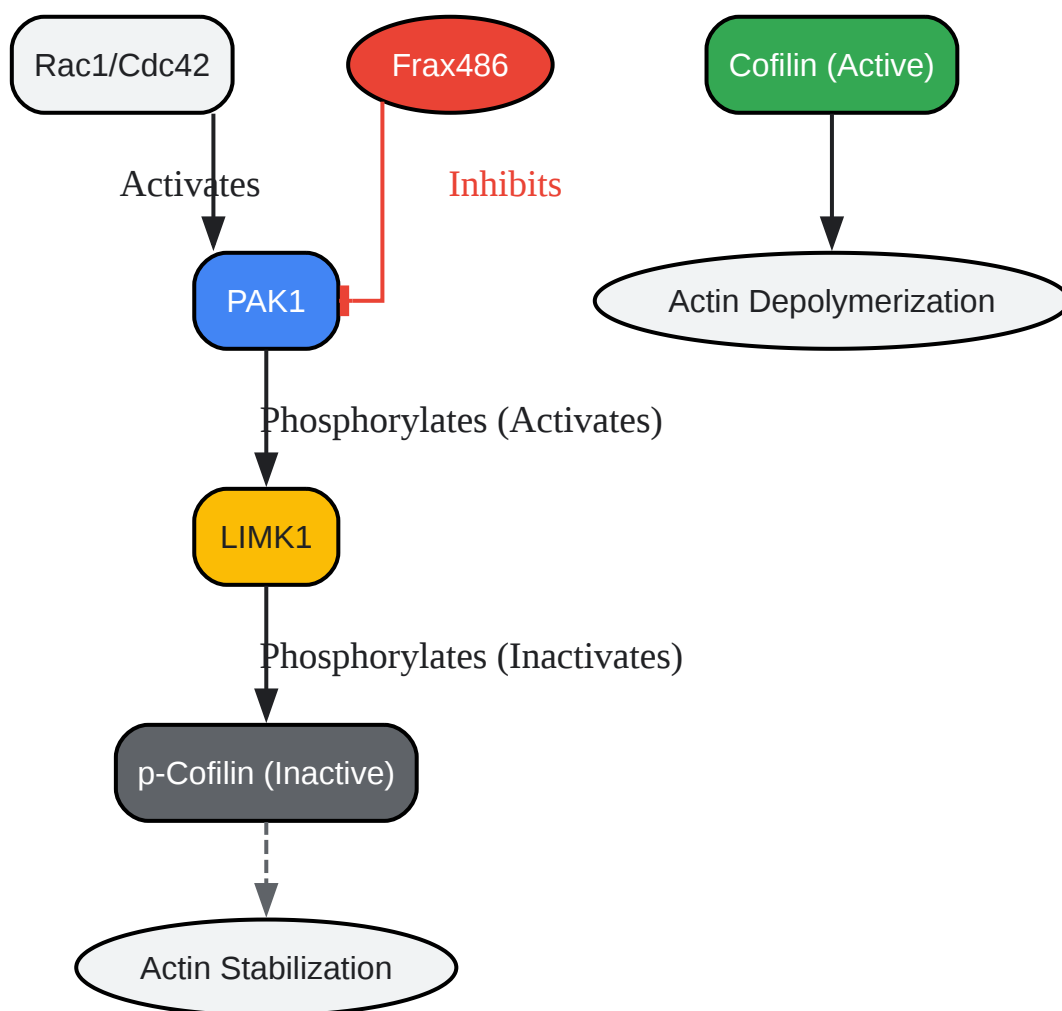 Rac1/Cdc42
Frax486
Cofilin (Active)
Activates
Inhibits
PAK1
Actin Depolymerization
Phosphorylates (Activates)
LIMK1
Phosphorylates (Inactivates)
p-Cofilin (Inactive)
Actin Stabilization